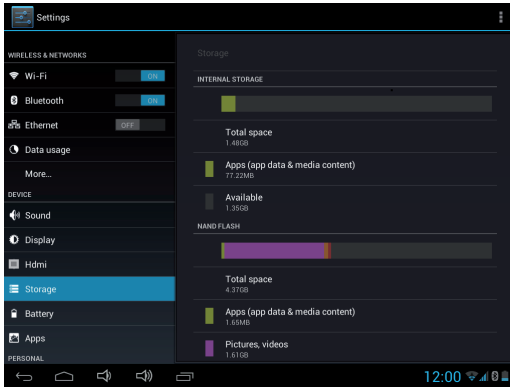 Settings
WIRELESS & NETWORKS
Wi-Fi
ON
Bluetooth
ON
Ethernet
OFF
Data usage
More...
DEVICE
Sound
Display
Hdmi
Storage
Battery
Apps
PERSONAL
Storage
INTERNAL STORAGE
Total space
1.48GB
Apps (app data & media content)
77.22MB
Available
1.35GB
NAND FLASH
Total space
4.37GB
Apps (app data & media content)
1.65MB
Pictures, videos
1.61GB
12:00